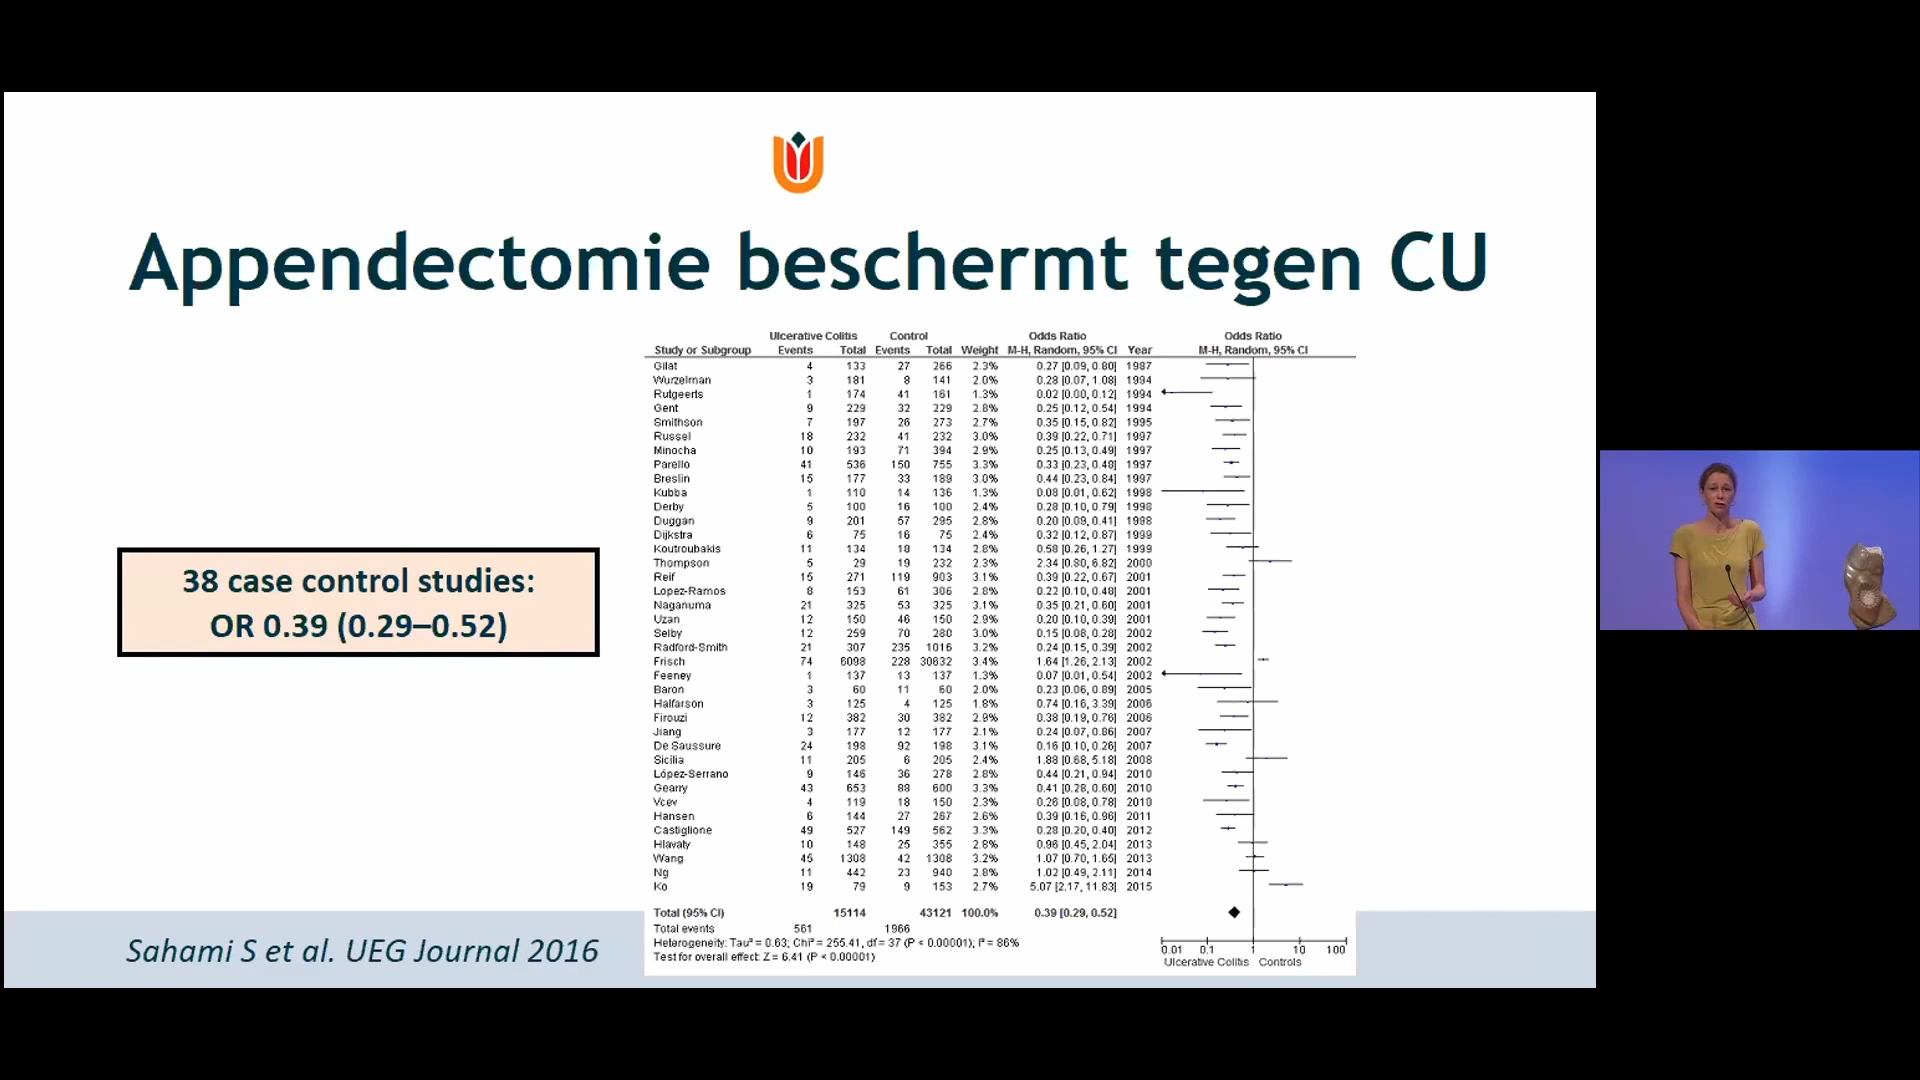 Appendectomie beschermt tegen CU
38 case control studies:
OR 0.39 (0.29–0.52)
Ulcerative Colitis Control Odds Ratio Odds Ratio
Study or Subgroup Events Total Events Total Weight M-H, Random, 95% CI Year M-H, Random, 95% CI
Gilat 4 133 27 266 2.3% 0.27 [0.09, 0.80] 1987
Wurzelman 3 181 8 141 2.0% 0.28 [0.07, 1.08] 1994
Rutgeerts 1 174 41 161 1.3% 0.02 [0.00, 0.12] 1994
Gent 9 229 32 229 2.8% 0.25 [0.12, 0.54] 1994
Smithson 7 197 26 273 2.7% 0.35 [0.15, 0.82] 1995
Russel 18 232 41 232 3.0% 0.39 [0.22, 0.71] 1997
Minocha 10 193 71 394 2.9% 0.25 [0.13, 0.49] 1997
Parello 41 536 150 755 3.3% 0.33 [0.23, 0.48] 1997
Breslin 15 177 33 189 2.9% 0.44 [0.23, 0.84] 1997
Kubba 1 110 14 136 1.3% 0.08 [0.01, 0.62] 1998
Derby 5 100 16 100 2.4% 0.28 [0.10, 0.79] 1998
Duggan 9 201 57 295 2.8% 0.20 [0.09, 0.41] 1998
Dijkstra 6 75 16 75 2.4% 0.32 [0.12, 0.87] 1999
Koutroubakis 11 134 18 134 2.8% 0.58 [0.26, 1.27] 1999
Thompson 5 29 19 232 2.3% 2.34 [0.80, 6.82] 2000
Reif 15 271 119 903 3.1% 0.39 [0.22, 0.67] 2001
Lopez-Ramos 8 153 61 306 2.8% 0.22 [0.10, 0.48] 2001
Naganuma 21 325 53 325 3.1% 0.35 [0.21, 0.60] 2001
Uzan 12 150 46 150 2.9% 0.20 [0.10, 0.39] 2001
Selby 12 259 70 280 2.9% 0.15 [0.08, 0.28] 2002
Radford-Smith 21 307 235 1016 3.2% 0.24 [0.15, 0.39] 2002
Frisch 74 6098 228 30632 3.4% 1.64 [1.26, 2.13] 2002
Feeney 1 137 13 137 1.3% 0.07 [0.01, 0.54] 2002
Baron 3 60 11 60 2.0% 0.23 [0.06, 0.89] 2005
Halfarson 3 125 4 125 1.8% 0.74 [0.16, 3.39] 2006
Firouzi 12 382 30 382 2.9% 0.38 [0.19, 0.76] 2006
Jiang 3 177 12 177 2.1% 0.24 [0.07, 0.86] 2007
De Saussure 24 198 92 198 3.1% 0.16 [0.10, 0.26] 2007
Sicilia 11 205 6 205 2.4% 1.88 [0.68, 5.18] 2008
López-Serrano 9 146 36 278 2.8% 0.44 [0.21, 0.94] 2010
Gearry 43 653 88 600 3.3% 0.41 [0.28, 0.60] 2010
Vcev 4 119 18 150 2.3% 0.26 [0.08, 0.78] 2010
Hansen 6 144 27 267 2.6% 0.39 [0.16, 0.96] 2011
Castiglione 49 527 149 562 3.3% 0.28 [0.20, 0.40] 2012
Hlavaty 10 148 25 355 2.8% 0.96 [0.45, 2.04] 2013
Wang 45 1308 42 1308 3.2% 1.07 [0.70, 1.65] 2013
Ng 11 442 23 940 2.8% 1.02 [0.49, 2.11] 2014
Ko 19 79 9 153 2.7% 5.07 [2.17, 11.83] 2015
Total (95% CI) 15114 43121 100.0% 0.39 [0.29, 0.52]
Total events 561 1966
Heterogeneity: Tau² = 0.63; Chi² = 255.41, df = 37 (P < 0.00001); I² = 86%
Test for overall effect: Z = 6.41 (P < 0.00001)
0.01 0.1 1 10 100
Ulcerative Colitis Controls
Sahami S et al. UEG Journal 2016